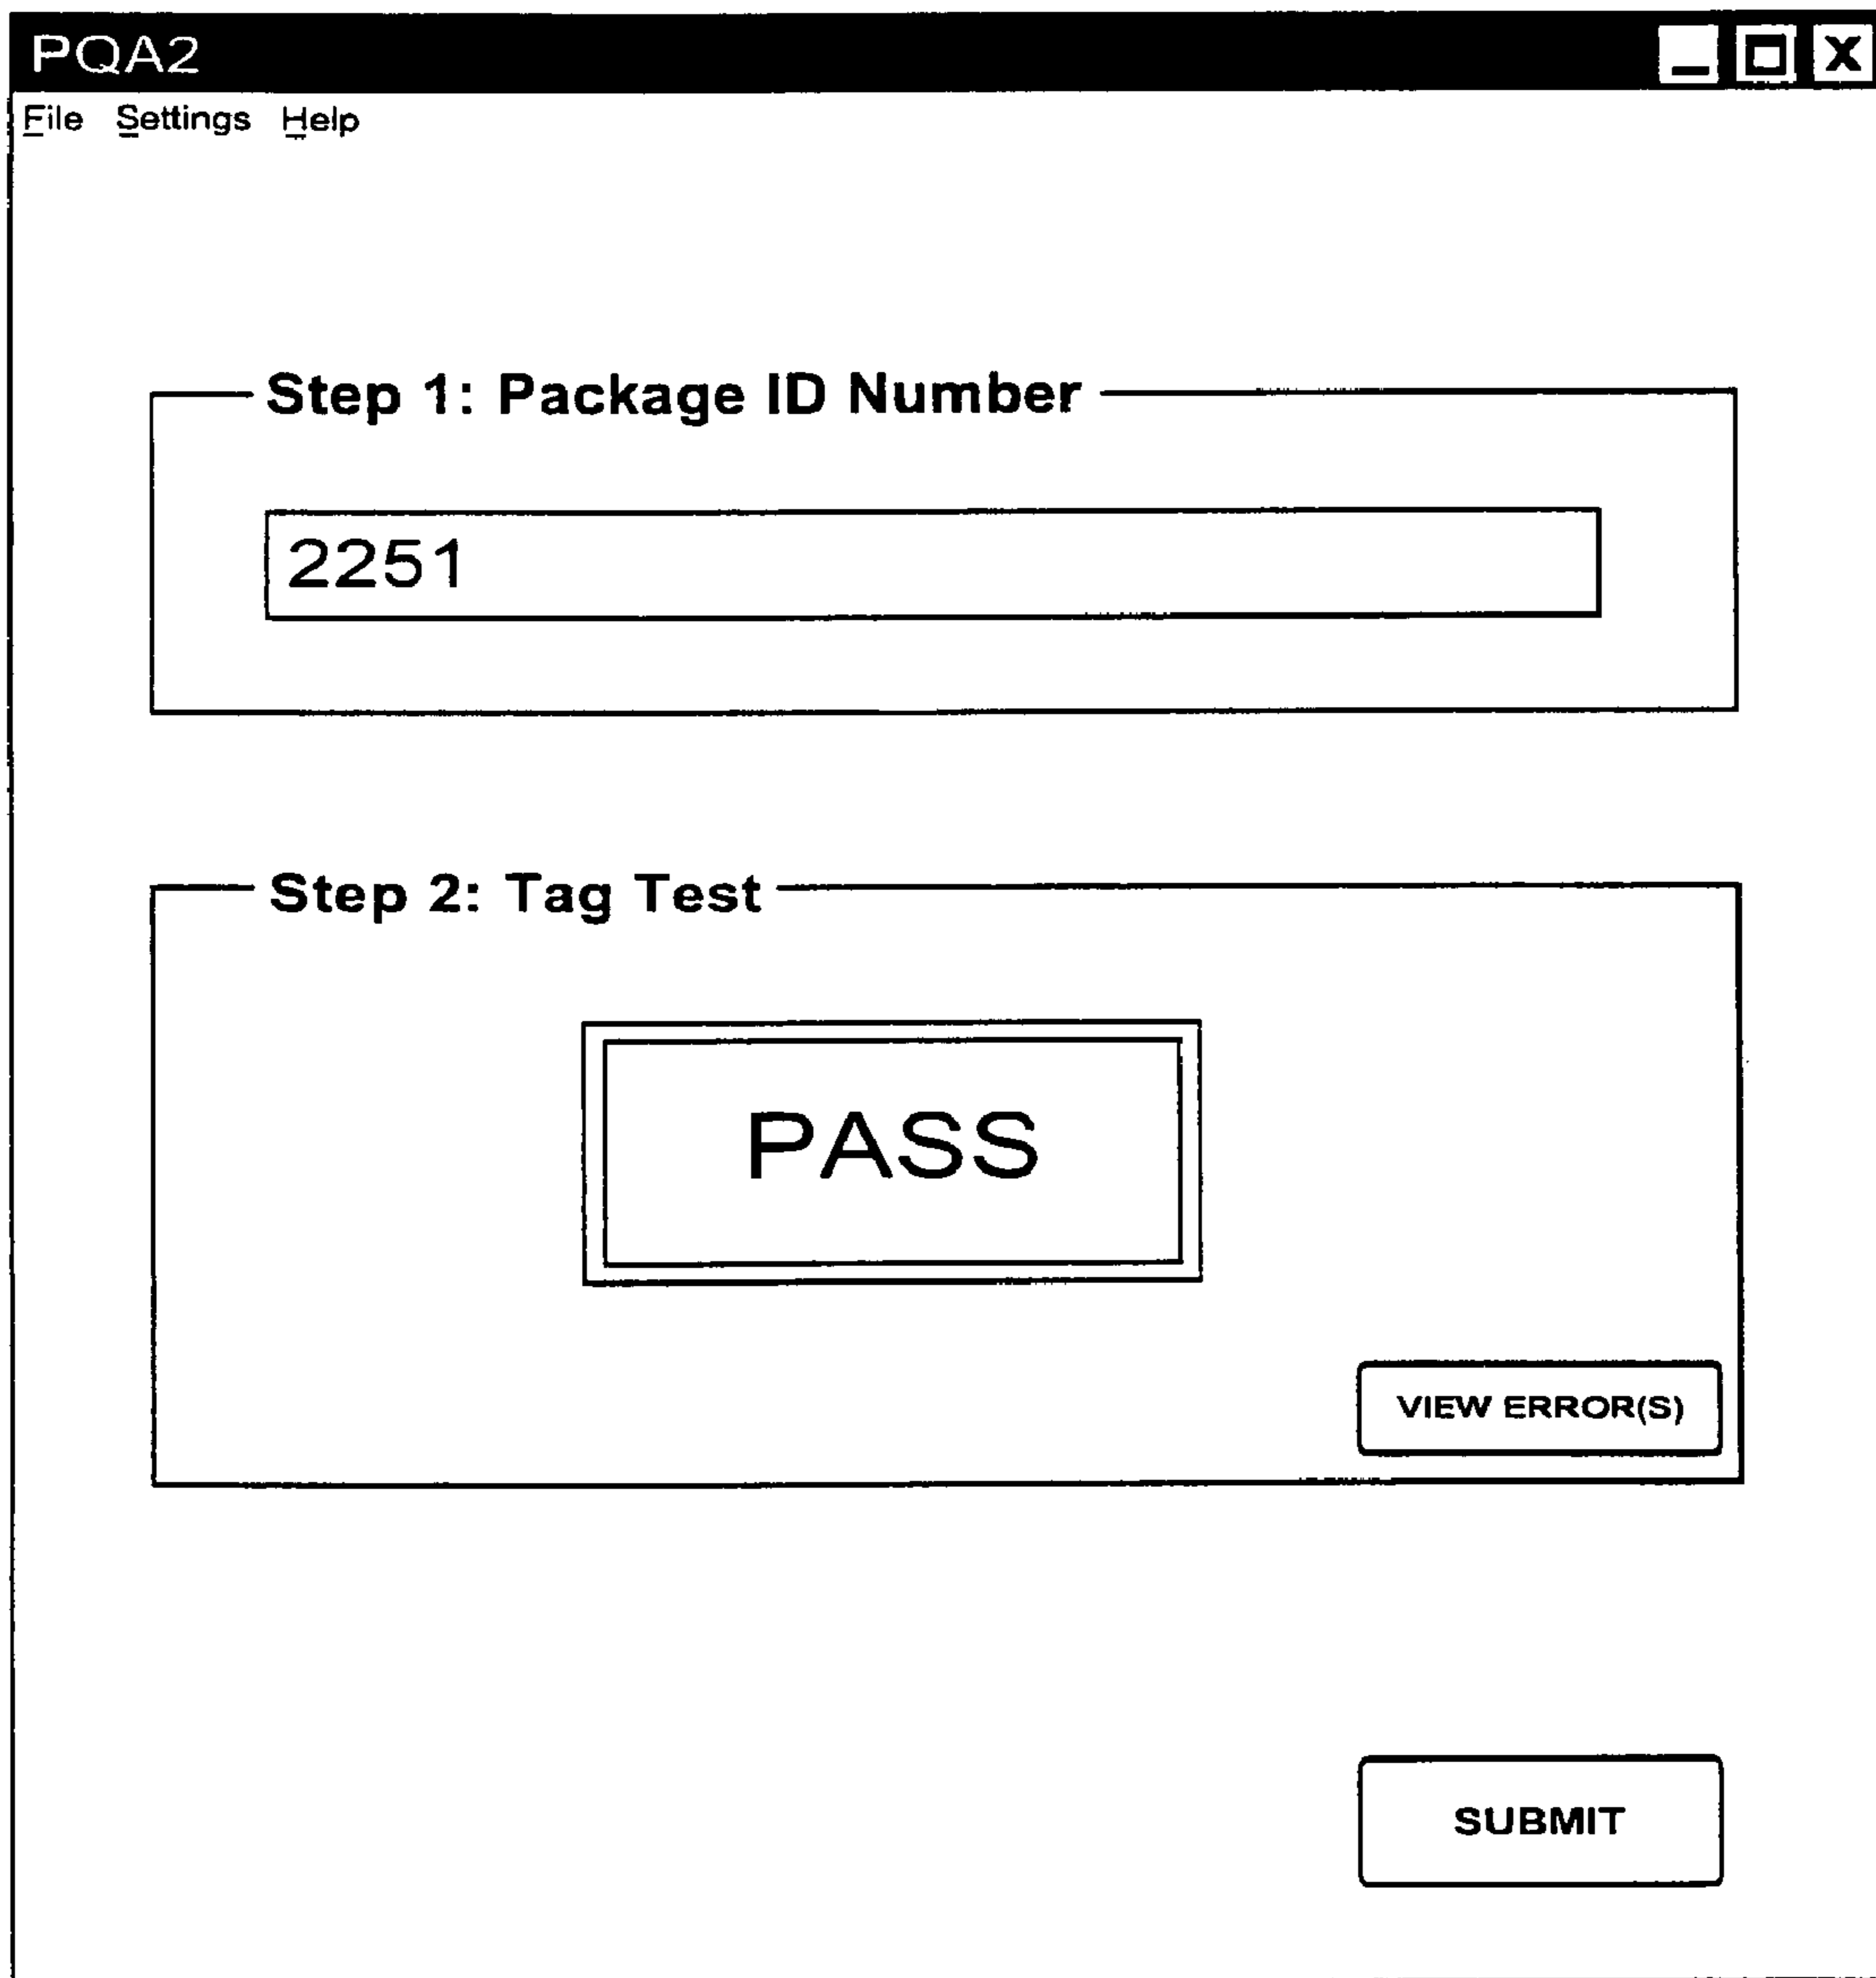 PQA2
File Settings Help
Step 1: Package ID Number
2251
Step 2: Tag Test
PASS
VIEW ERROR(S)
SUBMIT